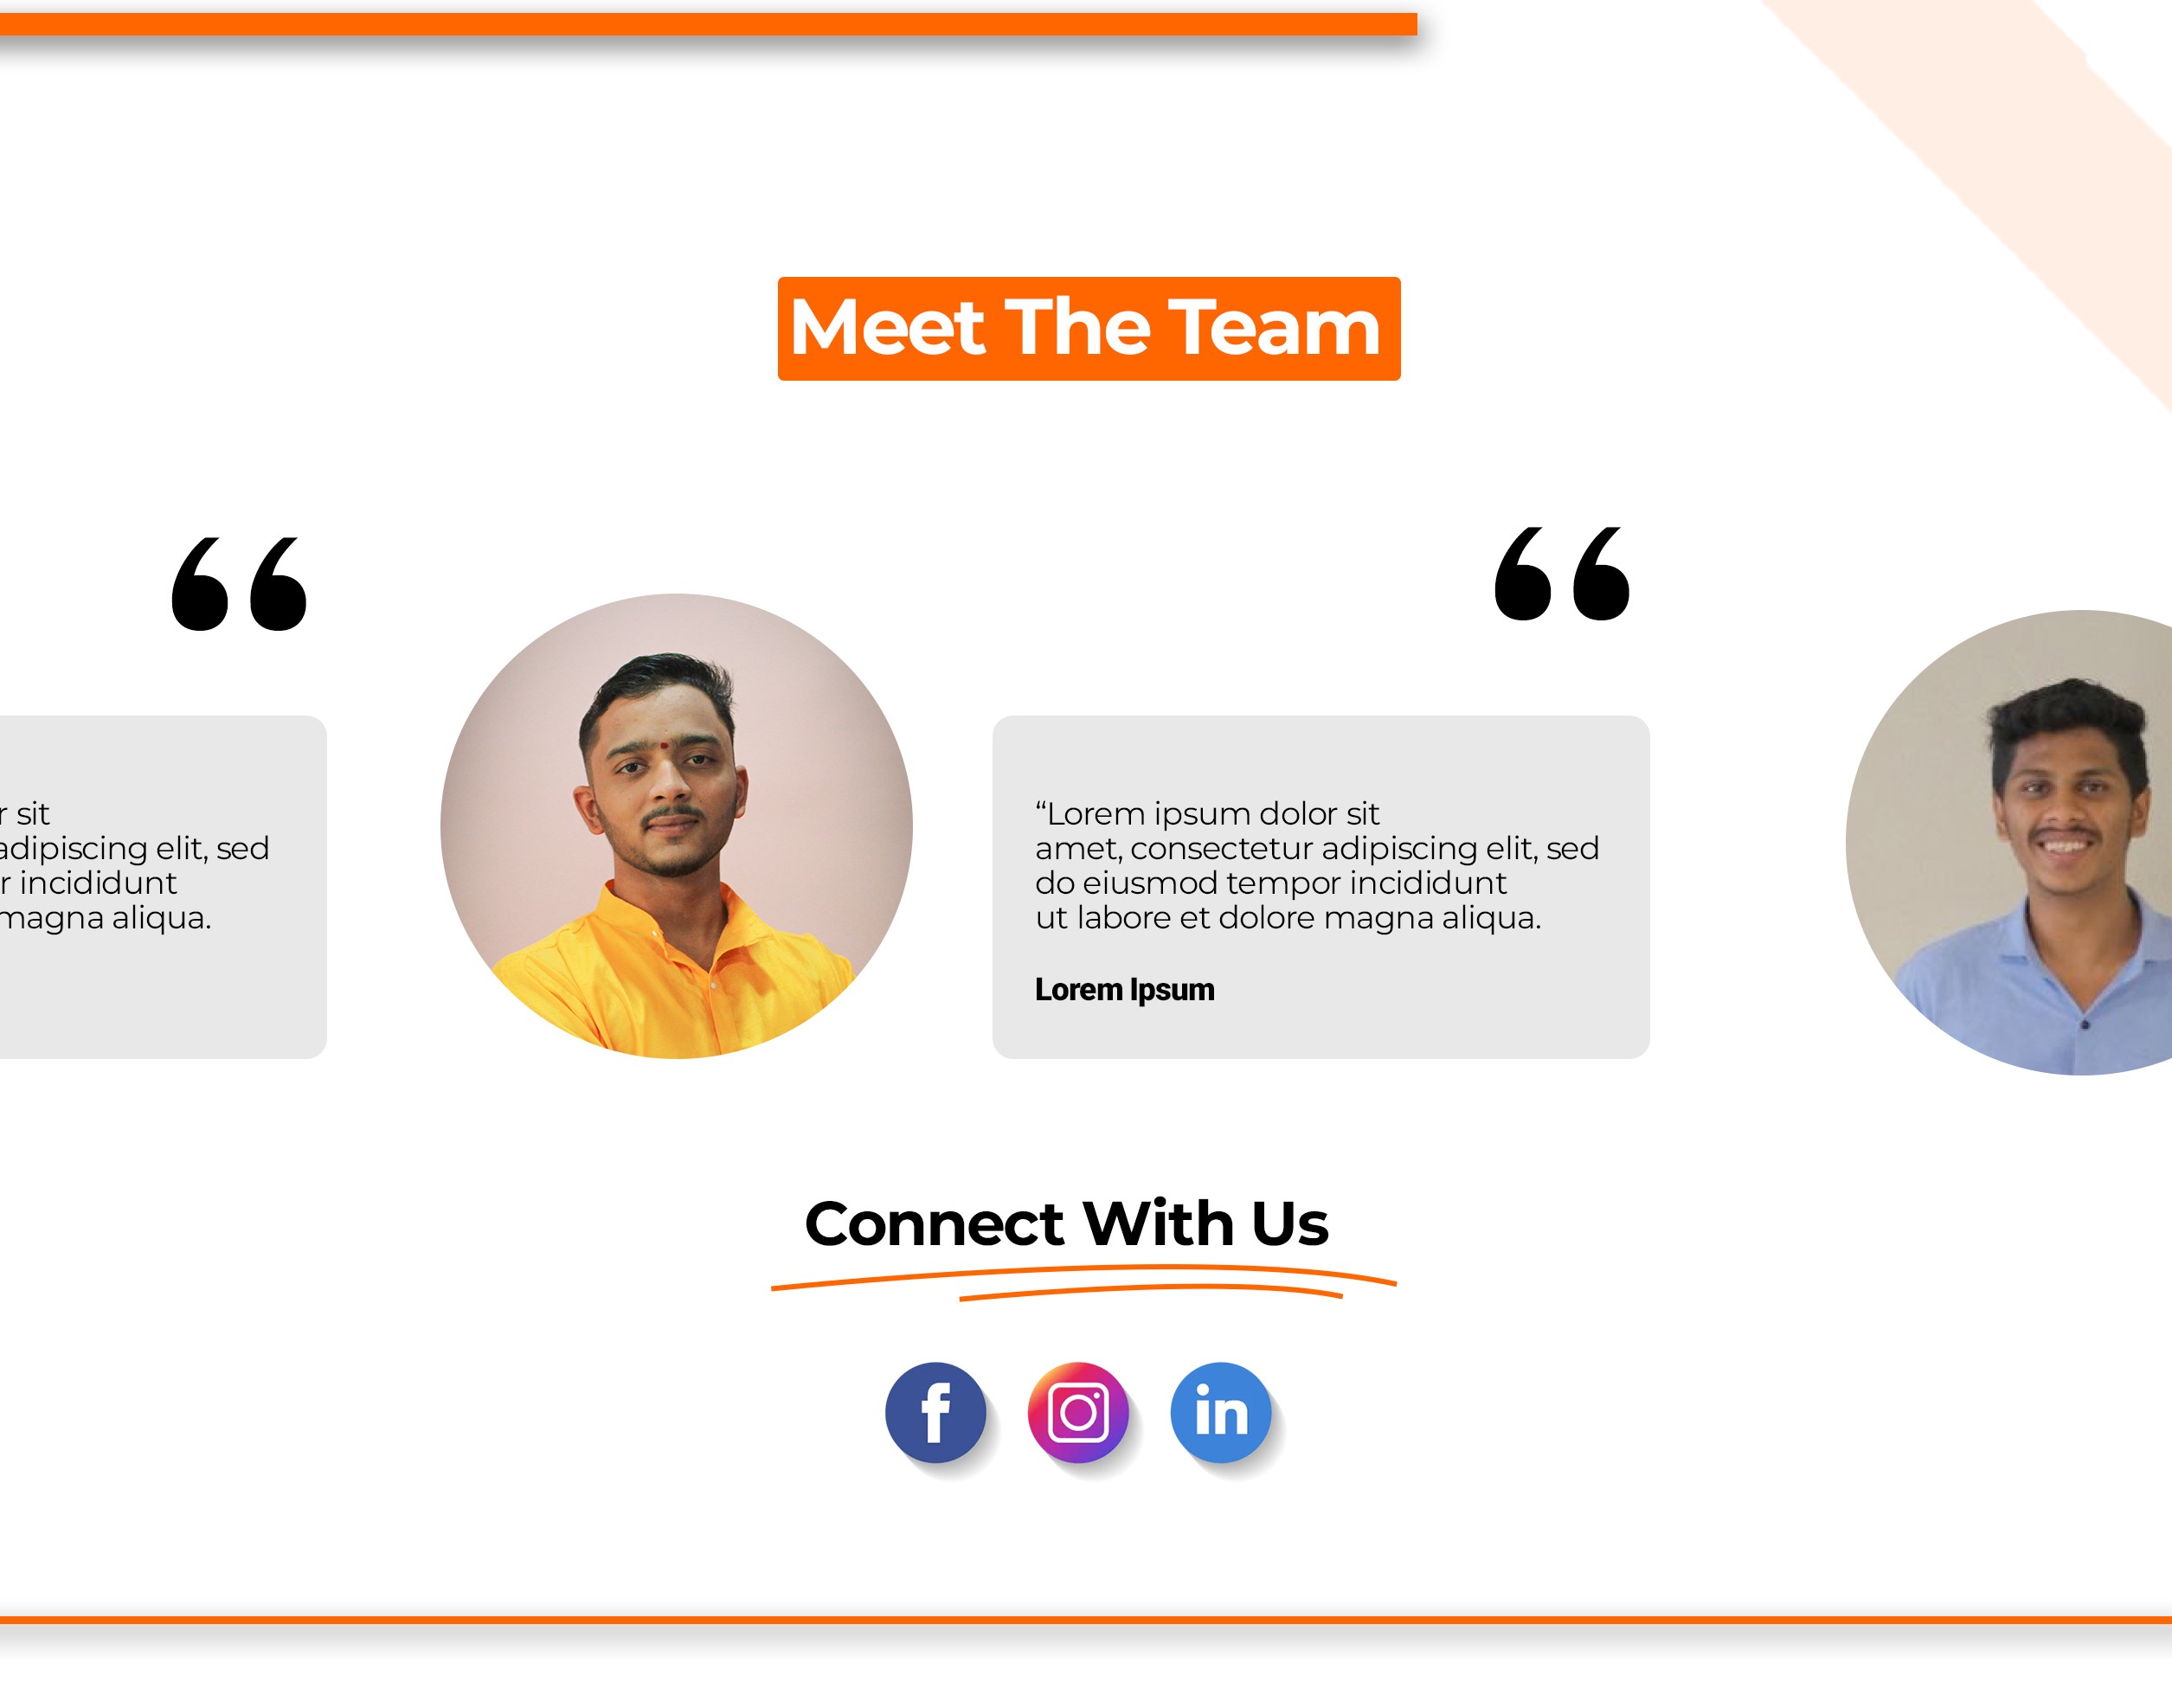 Meet The Team
r sit
adipiscing elit, sed
r incididunt
magna aliqua.
“Lorem ipsum dolor sit
amet, consectetur adipiscing elit, sed
do eiusmod tempor incididunt
ut labore et dolore magna aliqua.
Lorem Ipsum
Connect With Us
f
in